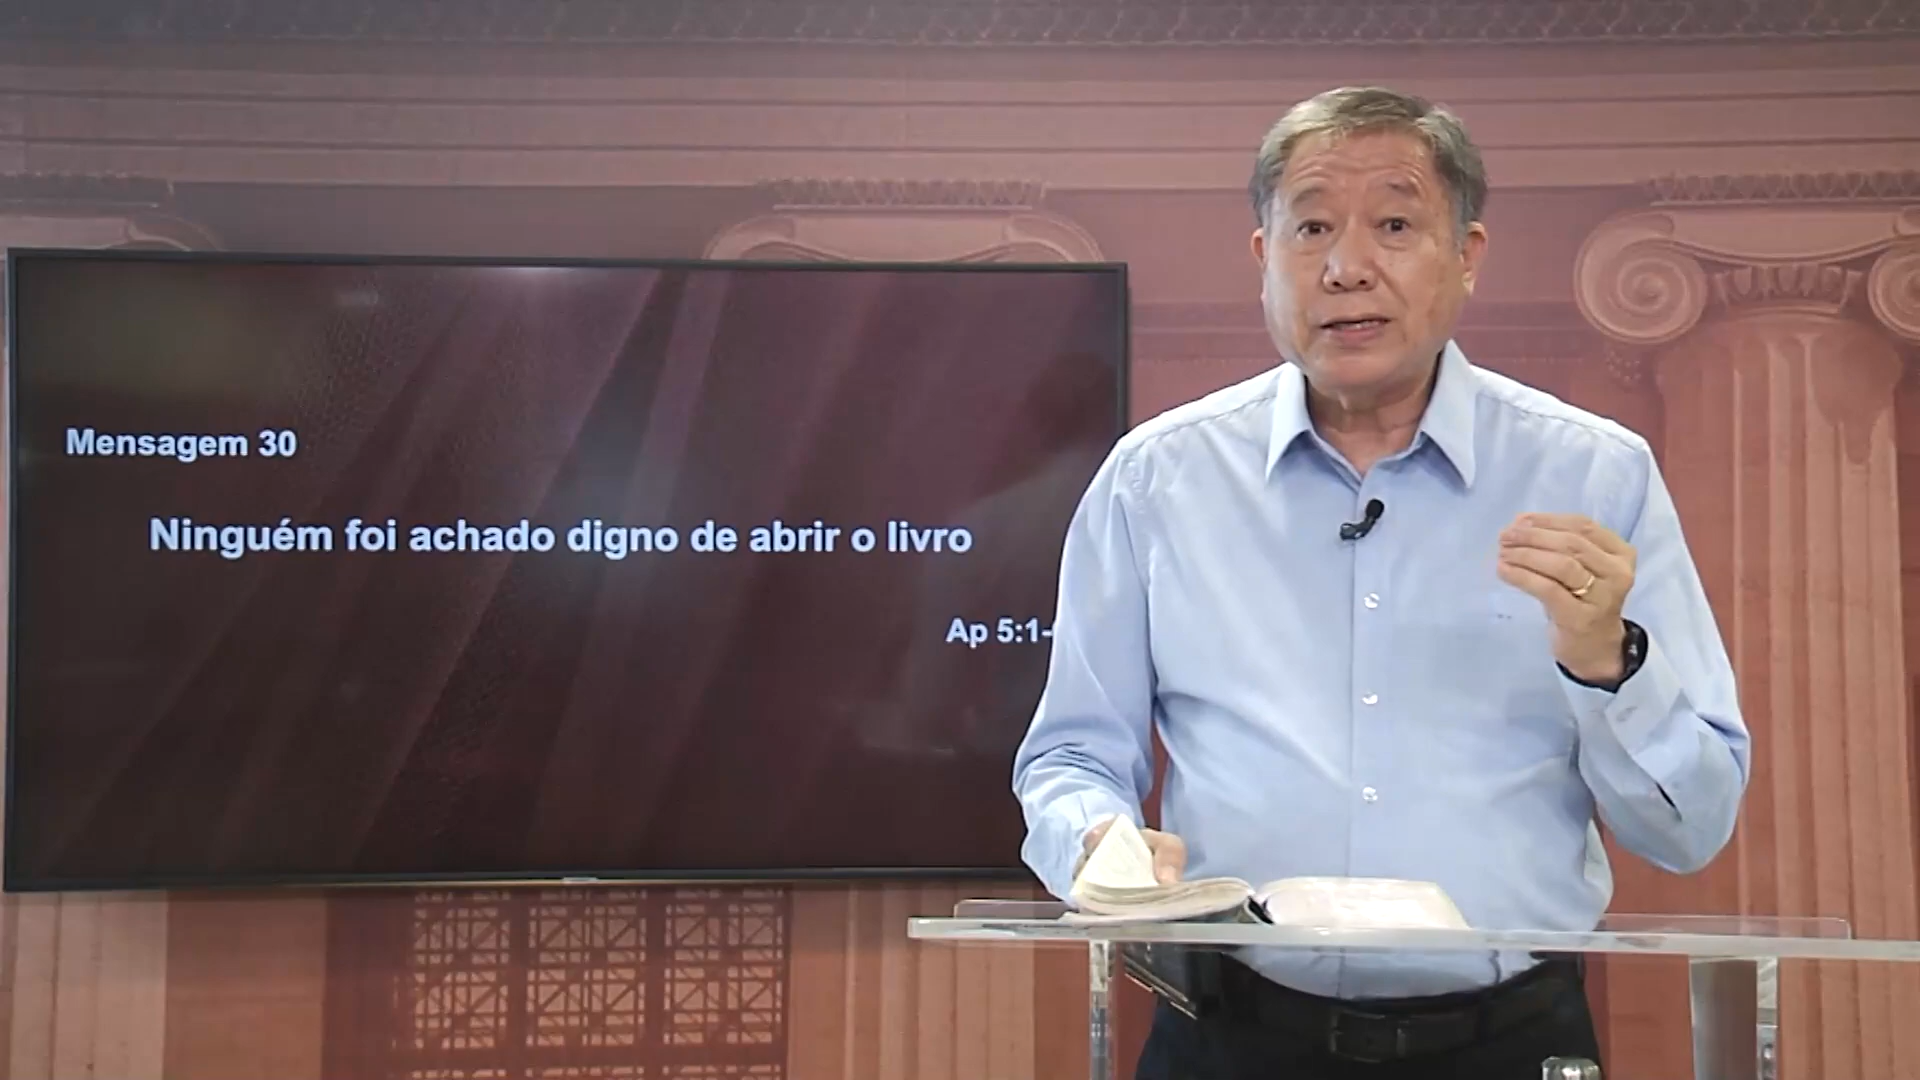 Mensagem 30
Ninguém foi achado digno de abrir o livro
Ap 5:1-